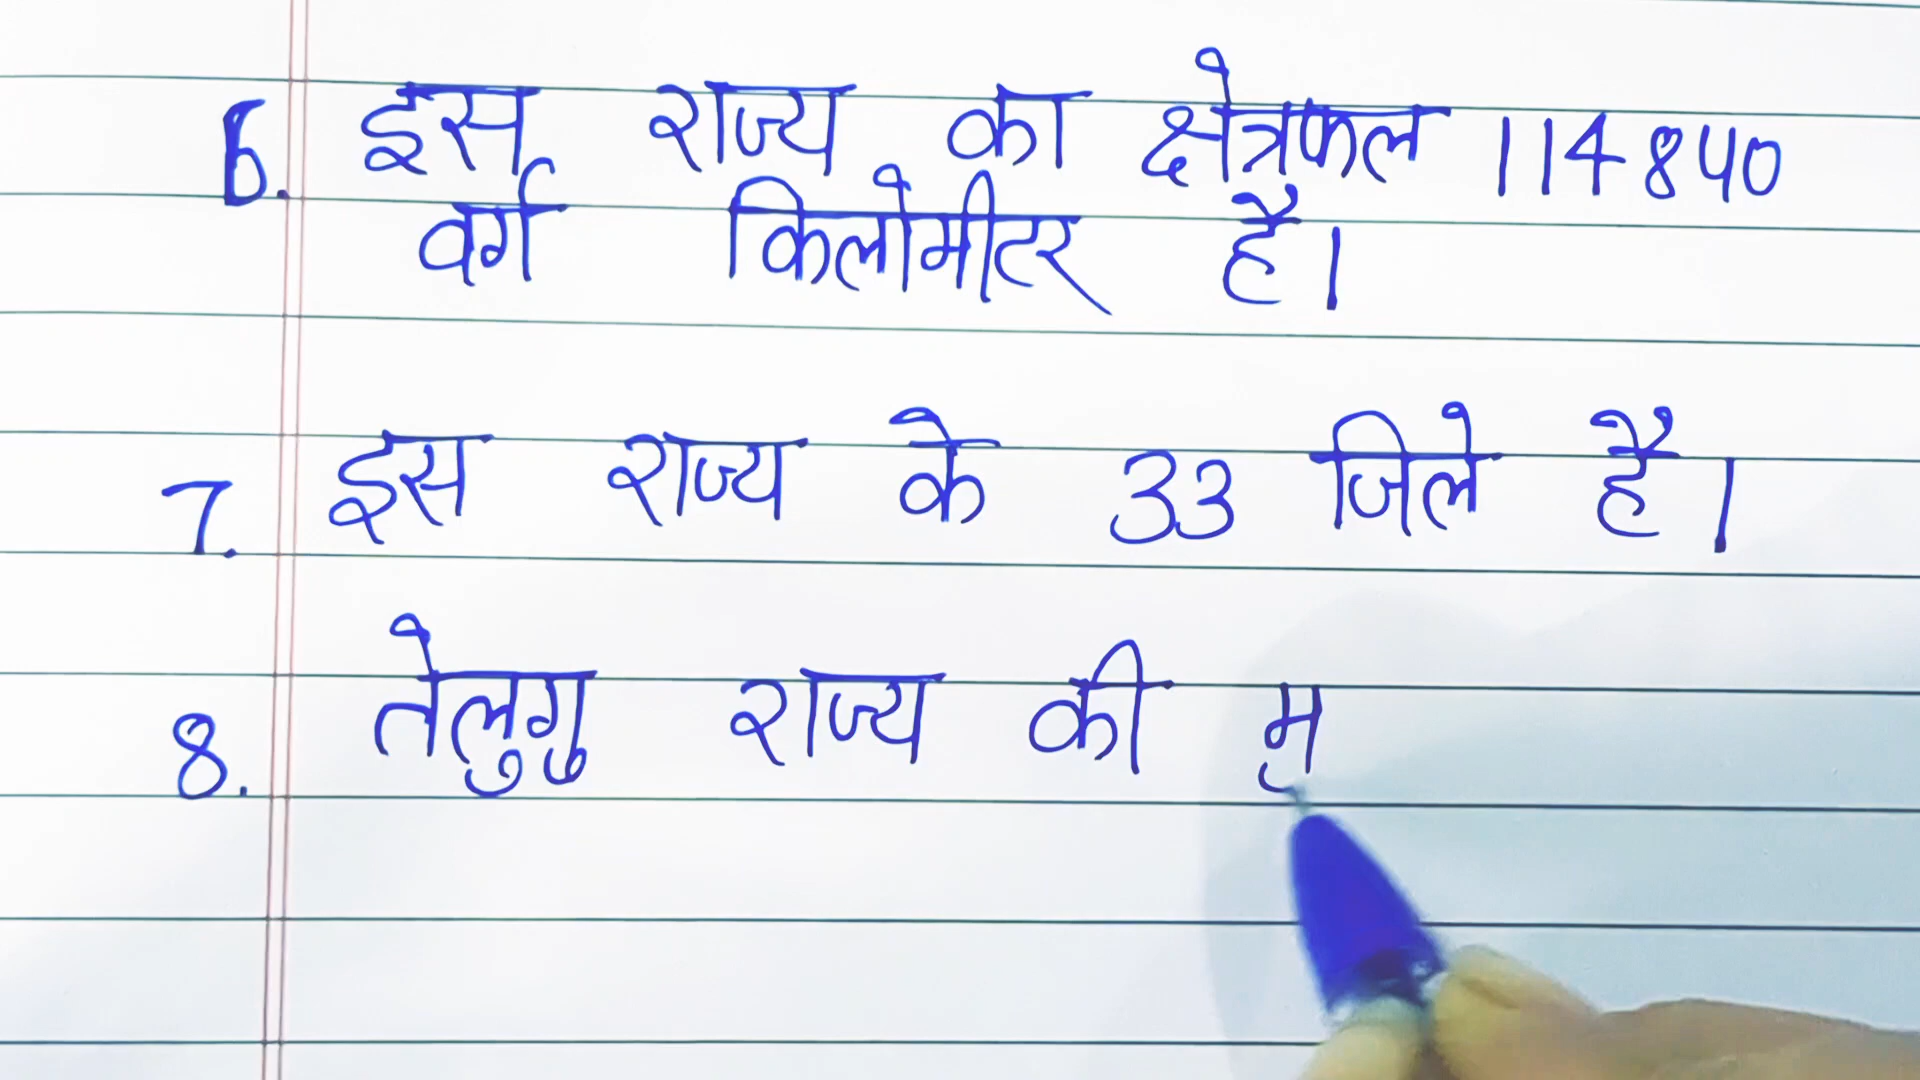 6. इस राज्य का क्षेत्रफल 114840
वर्ग किलोमीटर है।
7. इस राज्य के 33 जिले है।
8. तेलुगु राज्य की मु